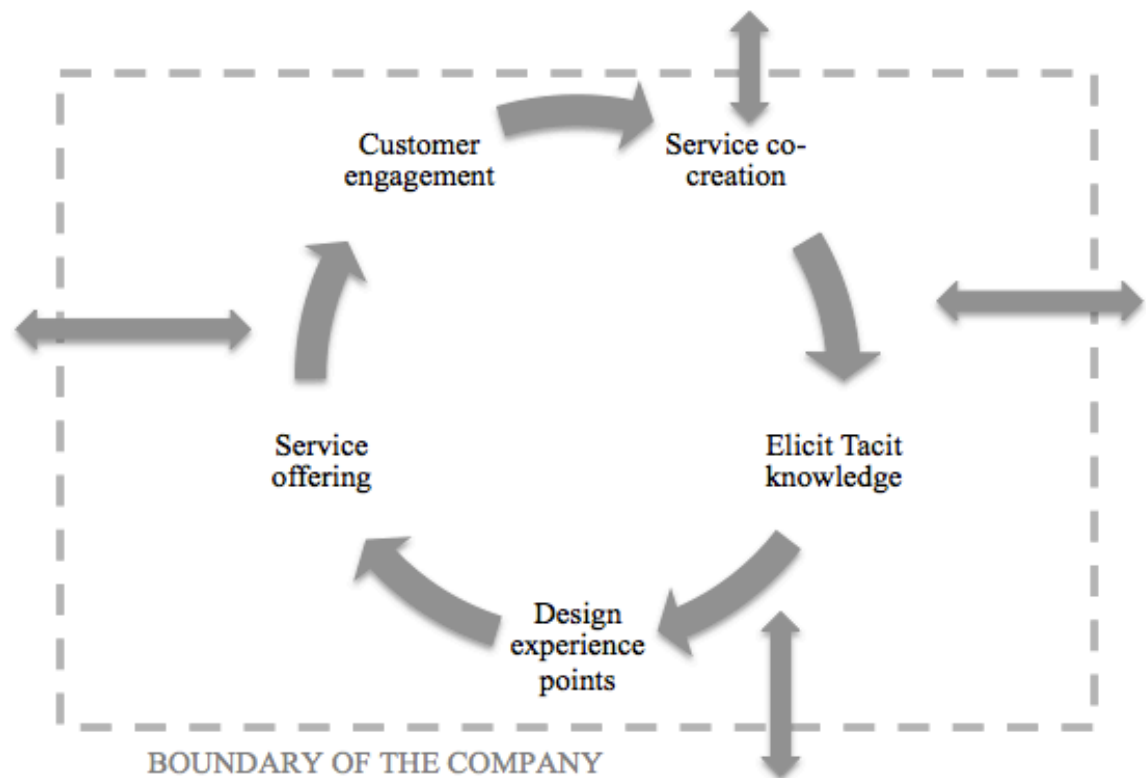 Customer
engagement
Service co-
creation
Elicit Tacit
knowledge
Design
experience
points
Service
offering
BOUNDARY OF THE COMPANY